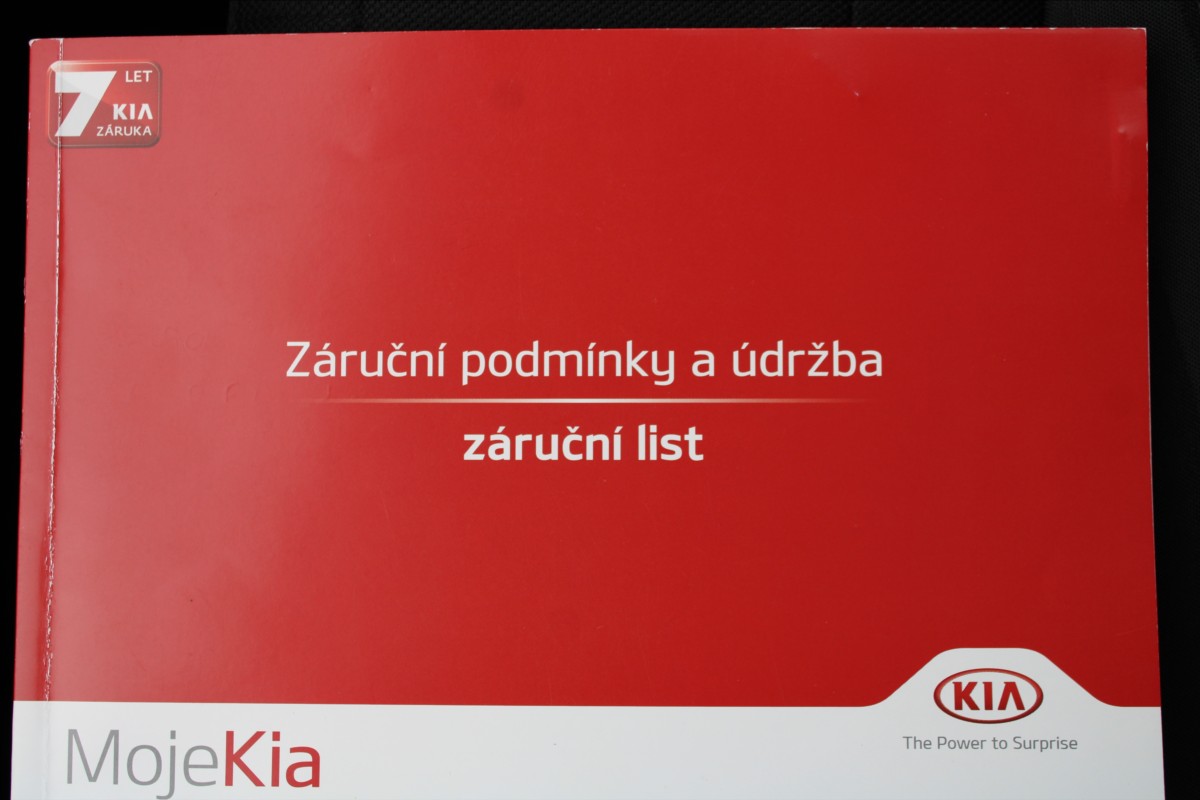 7 LET
KIA
ZÁRUKA
Záruční podmínky a údržba
záruční list
KIA
The Power to Surprise
MojeKia